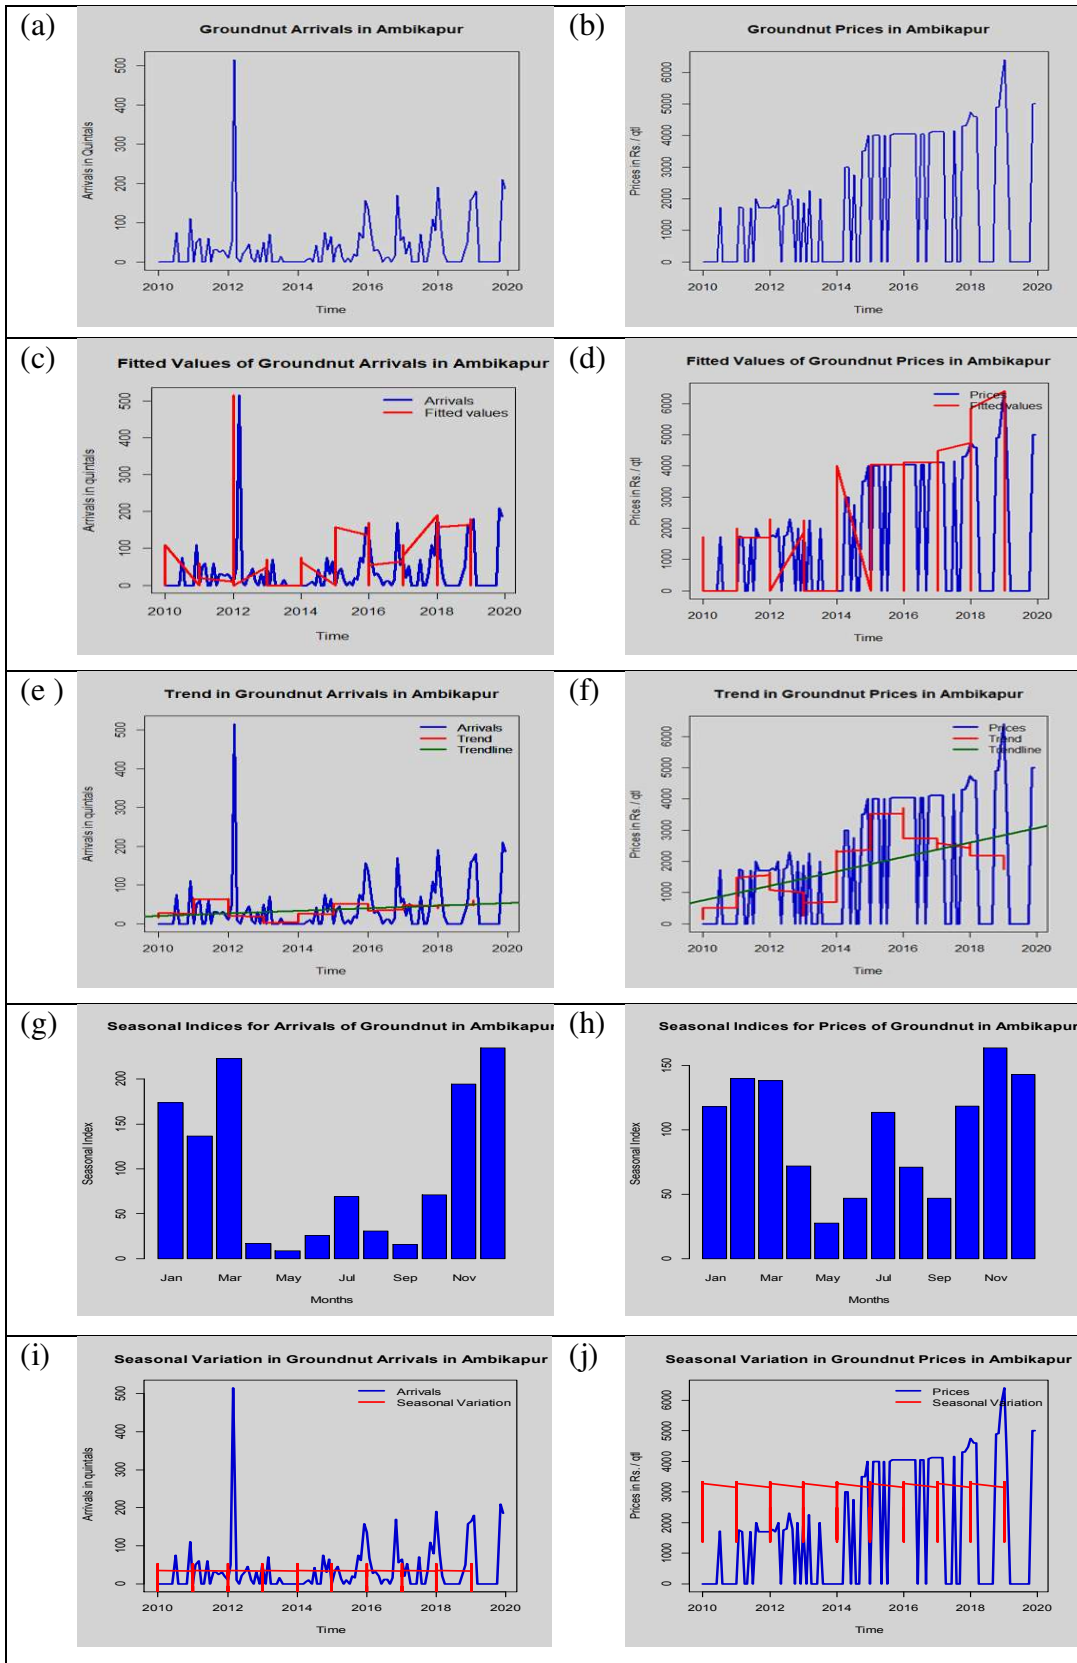 (a)
Groundnut Arrivals in Ambikapur
Arrivals in Quintals
0 100 200 300 400 500
2010 2012 2014 2016 2018 2020
Time
(b)
Groundnut Prices in Ambikapur
Prices in Rs. / qtl
0 1000 2000 3000 4000 5000 6000
2010 2012 2014 2016 2018 2020
Time
(c)
Fitted Values of Groundnut Arrivals in Ambikapur
Arrivals
Fitted values
Arrivals in quintals
0 100 200 300 400 500
2010 2012 2014 2016 2018 2020
Time
(d)
Fitted Values of Groundnut Prices in Ambikapur
Prices
Fitted values
Prices in Rs. / qtl
0 1000 2000 3000 4000 5000 6000
2010 2012 2014 2016 2018 2020
Time
(e )
Trend in Groundnut Arrivals in Ambikapur
Arrivals
Trend
Trendline
Arrivals in quintals
0 100 200 300 400 500
2010 2012 2014 2016 2018 2020
Time
(f)
Trend in Groundnut Prices in Ambikapur
Prices
Trend
Trendline
Prices in Rs. / qtl
0 1000 2000 3000 4000 5000 6000
2010 2012 2014 2016 2018 2020
Time
(g)
Seasonal Indices for Arrivals of Groundnut in Ambikapur
Seasonal Index
0 50 100 150 200
Jan Mar May Jul Sep Nov
Months
(h)
Seasonal Indices for Prices of Groundnut in Ambikapur
Seasonal Index
0 50 100 150
Jan Mar May Jul Sep Nov
Months
(i)
Seasonal Variation in Groundnut Arrivals in Ambikapur
Arrivals
Seasonal Variation
Arrivals in quintals
0 100 200 300 400 500
2010 2012 2014 2016 2018 2020
Time
(j)
Seasonal Variation in Groundnut Prices in Ambikapur
Prices
Seasonal Variation
Prices in Rs. / qtl
0 1000 2000 3000 4000 5000 6000
2010 2012 2014 2016 2018 2020
Time